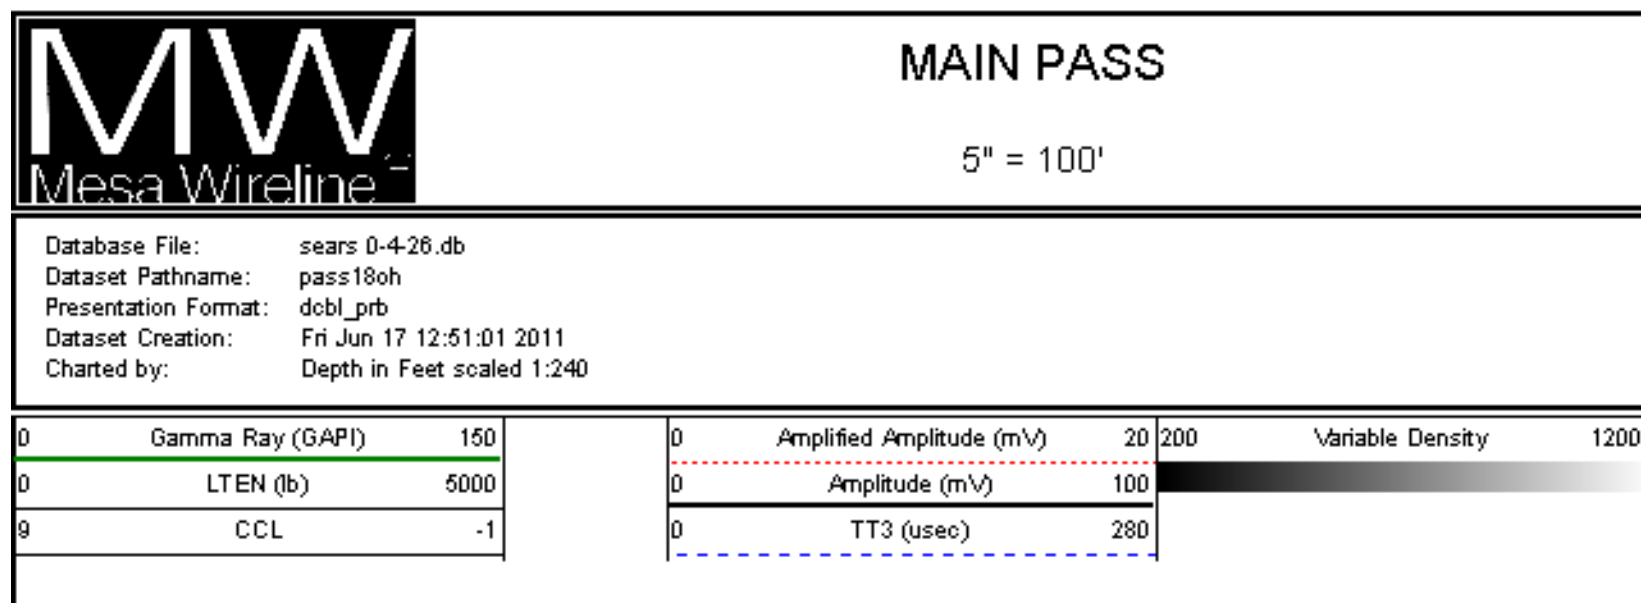 MW
Mesa Wireline
MAIN PASS
5" = 100'
Database File: sears 0-4-26.db
Dataset Pathname: pass18oh
Presentation Format: dcbl_prb
Dataset Creation: Fri Jun 17 12:51:01 2011
Charted by: Depth in Feet scaled 1:240
0 Gamma Ray (GAPI) 150 0 Amplified Amplitude (mV) 20 200 Variable Density 1200
0 LTEN (lb) 5000 0 Amplitude (mV) 100
9 CCL -1 0 TT3 (usec) 280